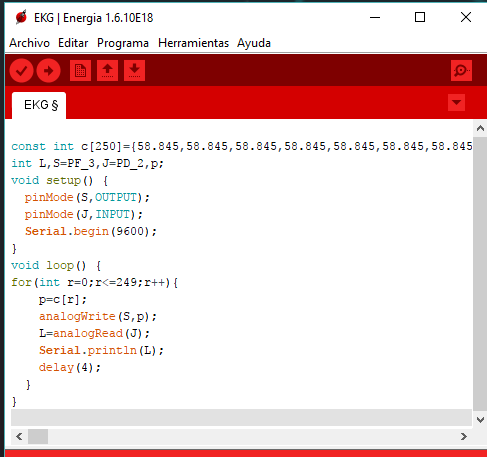 EKG | Energia 1.6.10E18
Archivo Editar Programa Herramientas Ayuda
EKG §
const int c[250]={58.845,58.845,58.845,58.845,58.845,58.845,58.845
int L,S=PF_3,J=PD_2,p;
void setup() {
  pinMode(S,OUTPUT);
  pinMode(J,INPUT);
  Serial.begin(9600);
}
void loop() {
for(int r=0;r<=249;r++){
    p=c[r];
    analogWrite(S,p);
    L=analogRead(J);
    Serial.println(L);
    delay(4);
  }
}